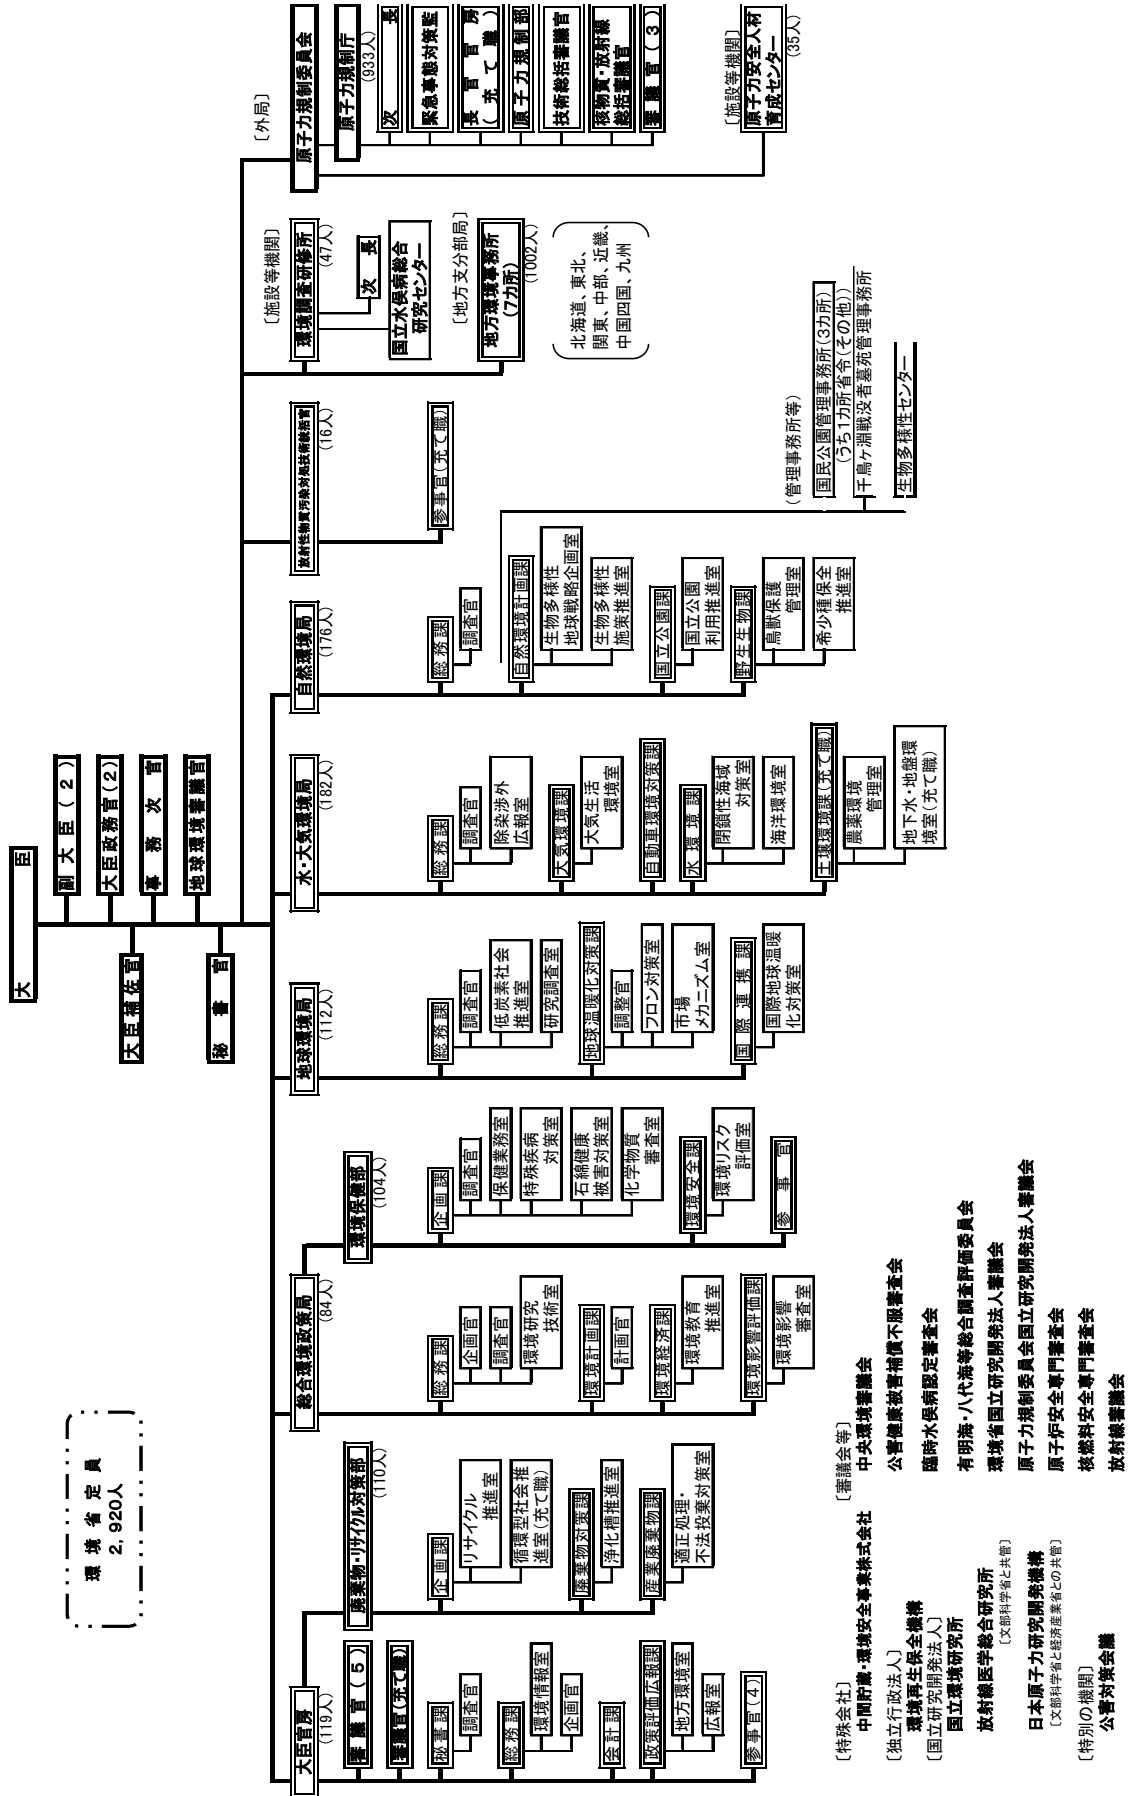 環境省定員
2,920人
大臣
副大臣(2)
大臣政務官(2)
事務次官
地球環境審議官
大臣補佐官
秘書官
大臣官房
(119人)
審議官(5)
審議官(充て職)
秘書課
調査官
総務課
環境情報室
企画官
会計課
政策評価広報課
地方環境室
広報室
参事官(4)
廃棄物・リサイクル対策部
(110人)
企画課
リサイクル
推進室
循環型社会推
進室(充て職)
廃棄物対策課
浄化槽推進室
産業廃棄物課
適正処理・
不法投棄対策室
総合環境政策局
(84人)
総務課
企画官
調査官
環境研究
技術室
環境計画課
計画官
環境経済課
環境教育
推進室
環境影響評価課
環境影響
審査室
環境保健部
(104人)
企画課
調査官
保健業務室
特殊疾病
対策室
石綿健康
被害対策室
化学物質
審査室
環境安全課
環境リスク
評価室
参事官
地球環境局
(112人)
総務課
調査官
低炭素社会
推進室
研究調査室
地球温暖化対策課
調整官
フロン対策室
市場
メカニズム室
国際連携課
国際地球温暖
化対策室
水・大気環境局
(182人)
総務課
調査官
除染渉外
広報室
大気環境課
大気生活
環境室
自動車環境対策課
水環境課
閉鎖性海域
対策室
海洋環境室
土壌環境課(充て職)
農薬環境
管理室
地下水・地盤環
境室(充て職)
自然環境局
(176人)
総務課
調査官
自然環境計画課
生物多様性
地球戦略企画室
生物多様性
施策推進室
国立公園課
国立公園
利用推進室
野生生物課
鳥獣保護
管理室
希少種保全
推進室
(管理事務所等)
国民公園管理事務所(3カ所)
(うち1カ所省令(その他))
千鳥ヶ淵戦没者墓苑管理事務所
生物多様性センター
放射性物質汚染対処技術統括官
(16人)
参事官(充て職)
〔施設等機関〕
環境調査研修所
(47人)
次長
国立水俣病総合
研究センター
〔地方支分部局〕
地方環境事務所
(7カ所)
(1002人)
北海道、東北、
関東、中部、近畿、
中国四国、九州
〔外局〕
原子力規制委員会
原子力規制庁
(933人)
次長
緊急事態対策監
長官官房
(充て職)
原子力規制部
技術総括審議官
核物質・放射線
総括審議官
審議官(3)
〔施設等機関〕
原子力安全人材
育成センター
(35人)
〔特殊会社〕
中間貯蔵・環境安全事業株式会社
〔独立行政法人〕
環境再生保全機構
〔国立研究開発法人〕
国立環境研究所
放射線医学総合研究所
〔文部科学省と共管〕
日本原子力研究開発機構
〔文部科学省と経済産業省との共管〕
〔特別の機関〕
公害対策会議
〔審議会等〕
中央環境審議会
公害健康被害補償不服審査会
臨時水俣病認定審査会
有明海・八代海等総合調査評価委員会
環境省国立研究開発法人審議会
原子力規制委員会国立研究開発法人審議会
原子炉安全専門審査会
核燃料安全専門審査会
放射線審議会